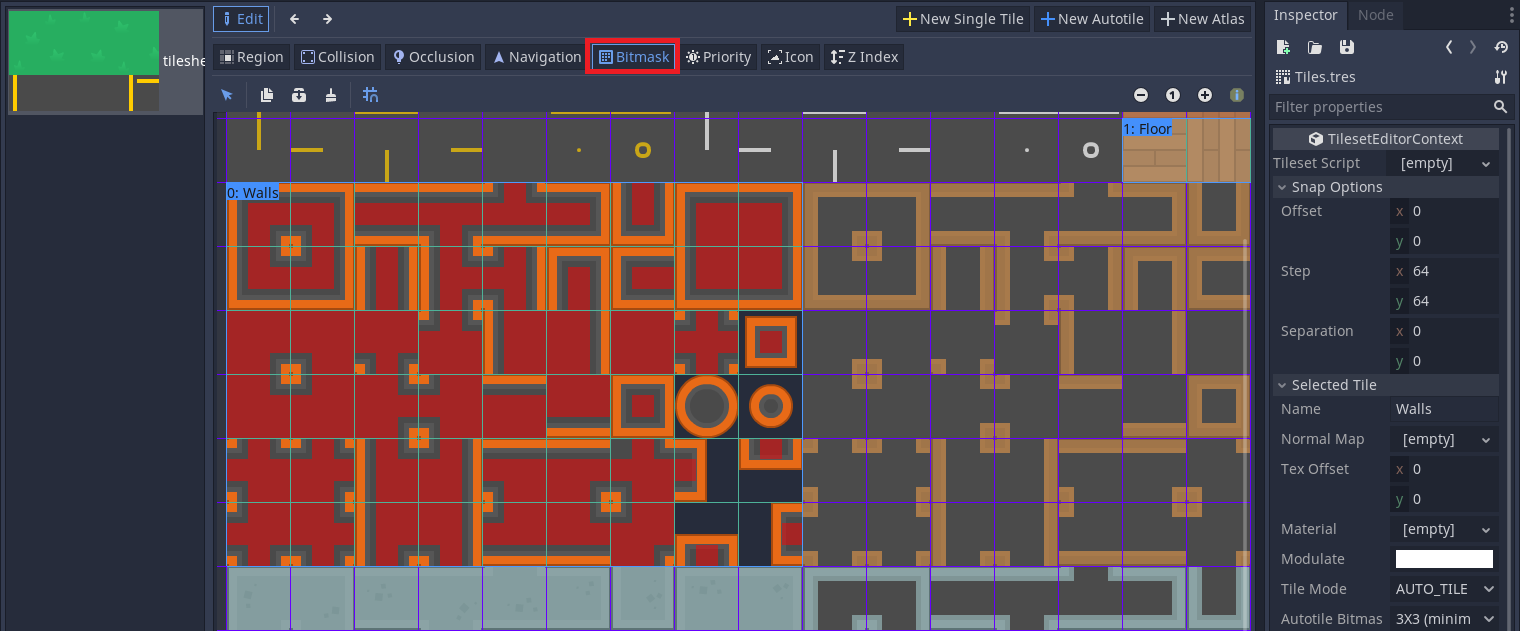 tileshe
Edit
New Single Tile
New Autotile
New Atlas
Region
Collision
Occlusion
Navigation
Bitmask
Priority
Icon
Z Index
1
1: Floor
0: Walls
Inspector
Node
Tiles.tres
Filter properties
TilesetEditorContext
Tileset Script
[empty]
Snap Options
Offset
x 0
y 0
Step
x 64
y 64
Separation
x 0
y 0
Selected Tile
Name
Walls
Normal Map
[empty]
Tex Offset
x 0
y 0
Material
[empty]
Modulate
Tile Mode
AUTO_TILE
Autotile Bitmas
3X3 (minim